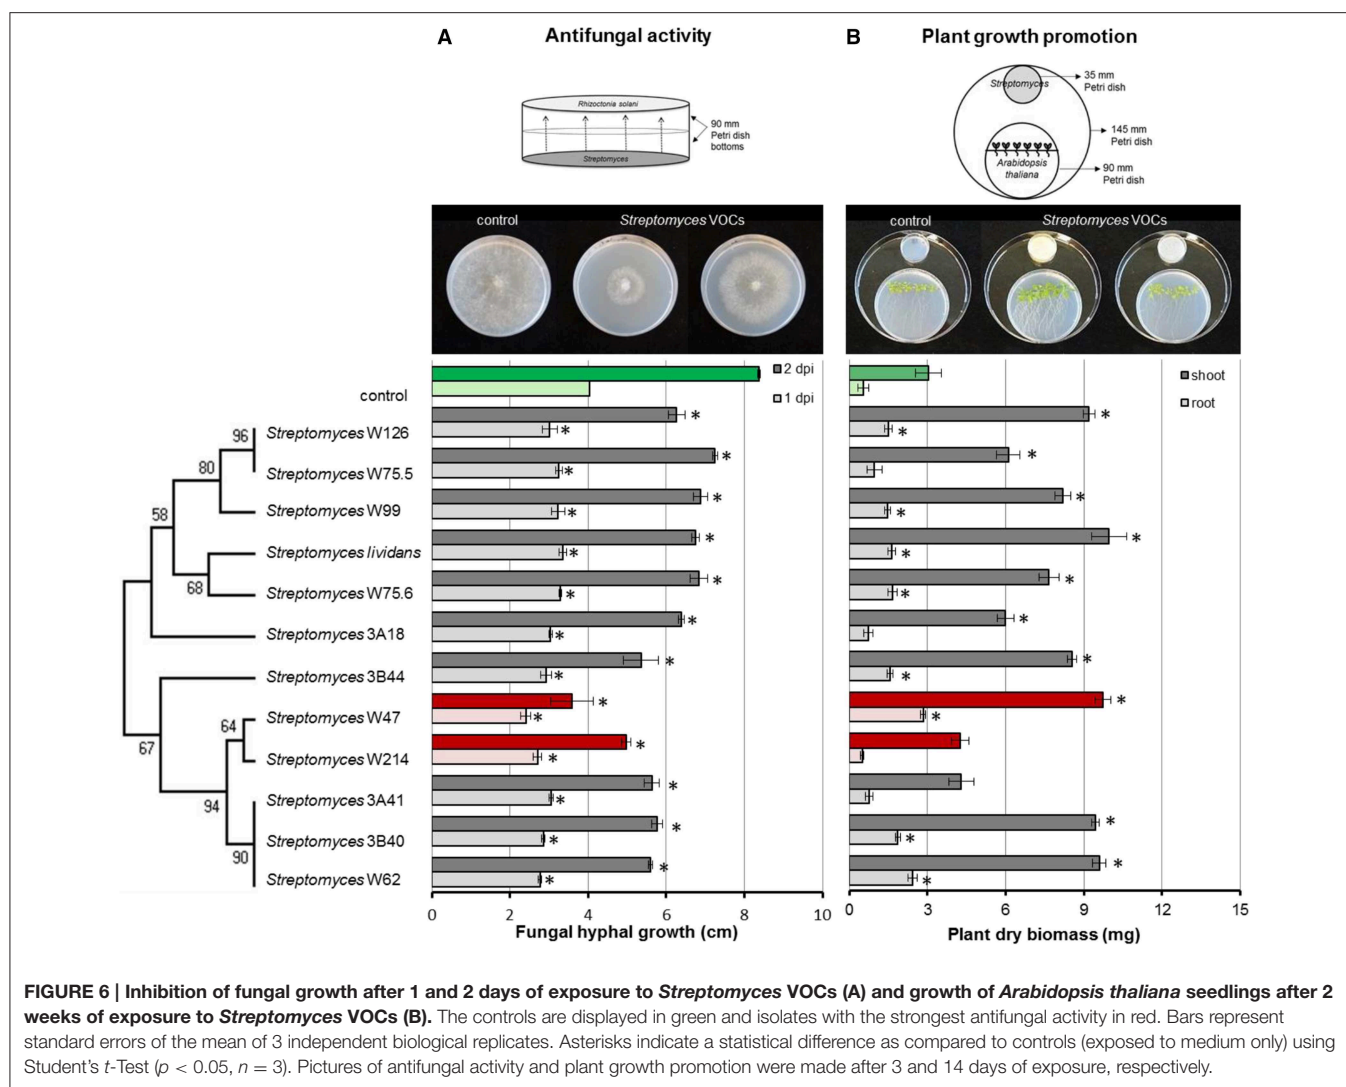 A Antifungal activity
Rhizoctonia solani
90 mm
Petri dish
bottoms
Streptomyces
control Streptomyces VOCs
B Plant growth promotion
Streptomyces
35 mm
Petri dish
145 mm
Petri dish
Arabidopsis
thaliana
90 mm
Petri dish
control Streptomyces VOCs
2 dpi
1 dpi
shoot
root
control
Streptomyces W126
Streptomyces W75.5
Streptomyces W99
Streptomyces lividans
Streptomyces W75.6
Streptomyces 3A18
Streptomyces 3B44
Streptomyces W47
Streptomyces W214
Streptomyces 3A41
Streptomyces 3B40
Streptomyces W62
96
80
58
68
64
67
94
90
* * * * * * * * * * * * * * * * * * * * * * * *
* * * * * * * * * * * * * * * * * *
0 2 4 6 8 10
Fungal hyphal growth (cm)
0 3 6 9 12 15
Plant dry biomass (mg)
FIGURE 6 | Inhibition of fungal growth after 1 and 2 days of exposure to Streptomyces VOCs (A) and growth of Arabidopsis thaliana seedlings after 2
weeks of exposure to Streptomyces VOCs (B). The controls are displayed in green and isolates with the strongest antifungal activity in red. Bars represent
standard errors of the mean of 3 independent biological replicates. Asterisks indicate a statistical difference as compared to controls (exposed to medium only) using
Student's t-Test (p < 0.05, n = 3). Pictures of antifungal activity and plant growth promotion were made after 3 and 14 days of exposure, respectively.